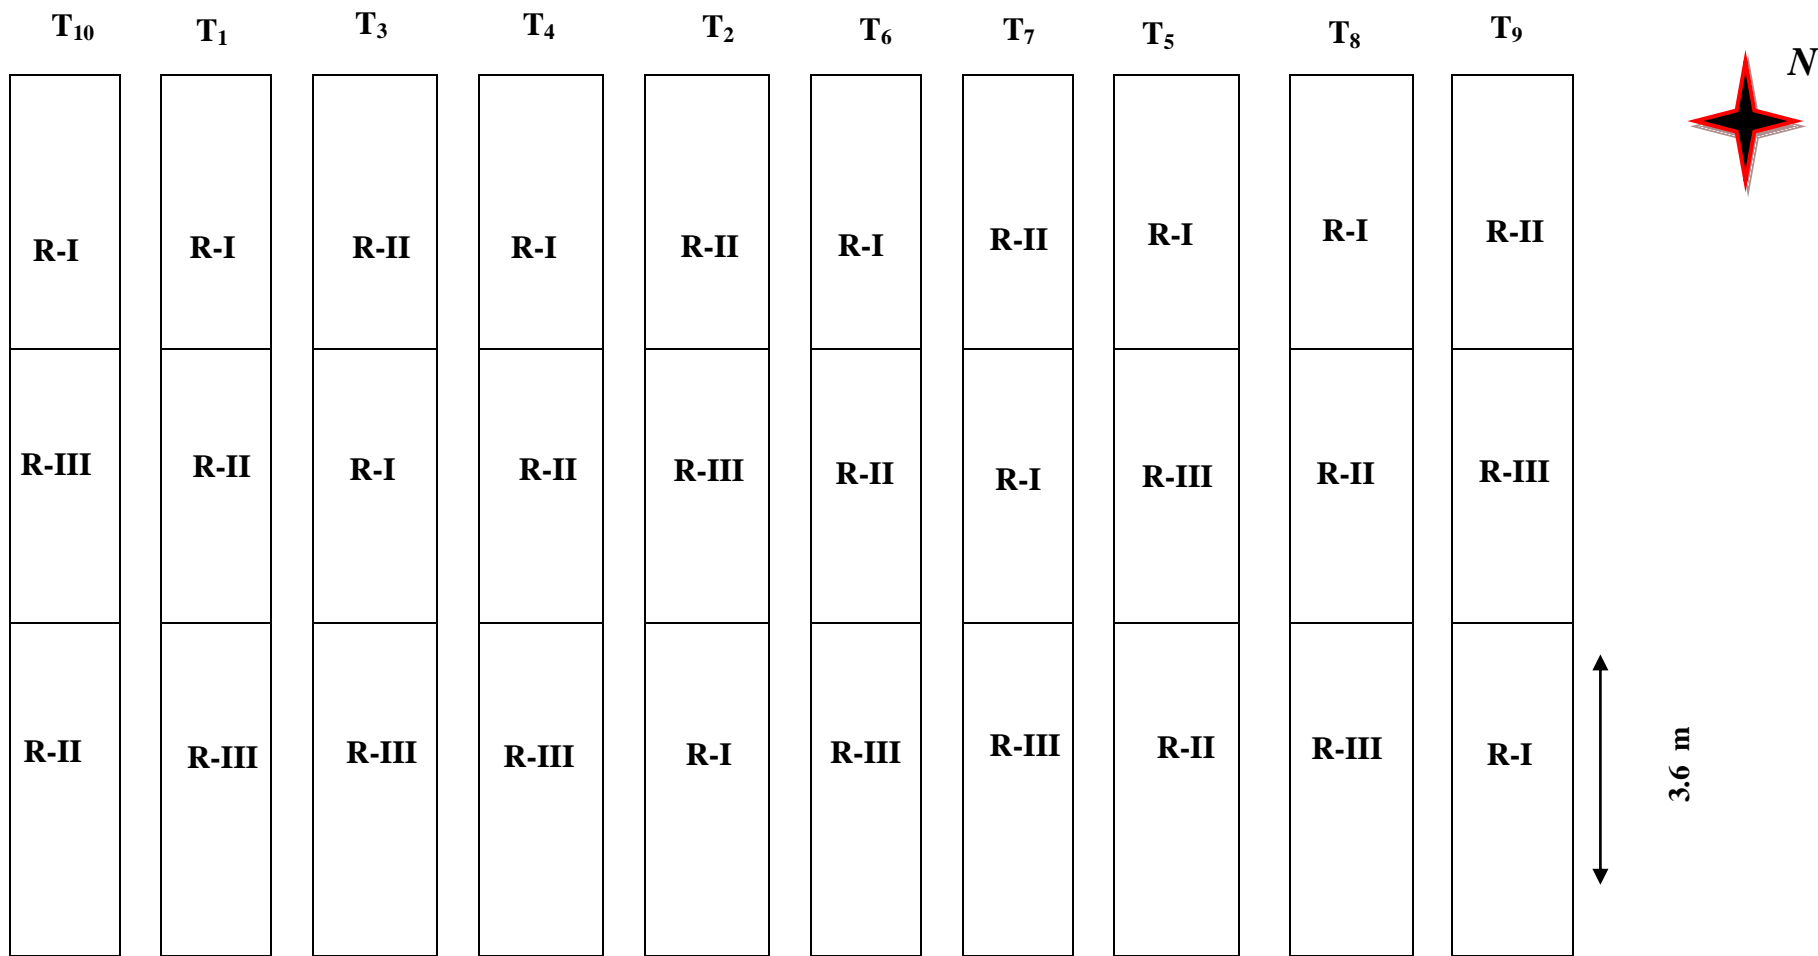 T₁₀ T₁ T₃ T₄ T₂ T₆ T₇ T₅ T₈ T₉
N
R-I R-I R-II R-I R-II R-I R-II R-I R-I R-II
R-III R-II R-I R-II R-III R-II R-I R-III R-II R-III
R-II R-III R-III R-III R-I R-III R-III R-II R-III R-I
3.6 m